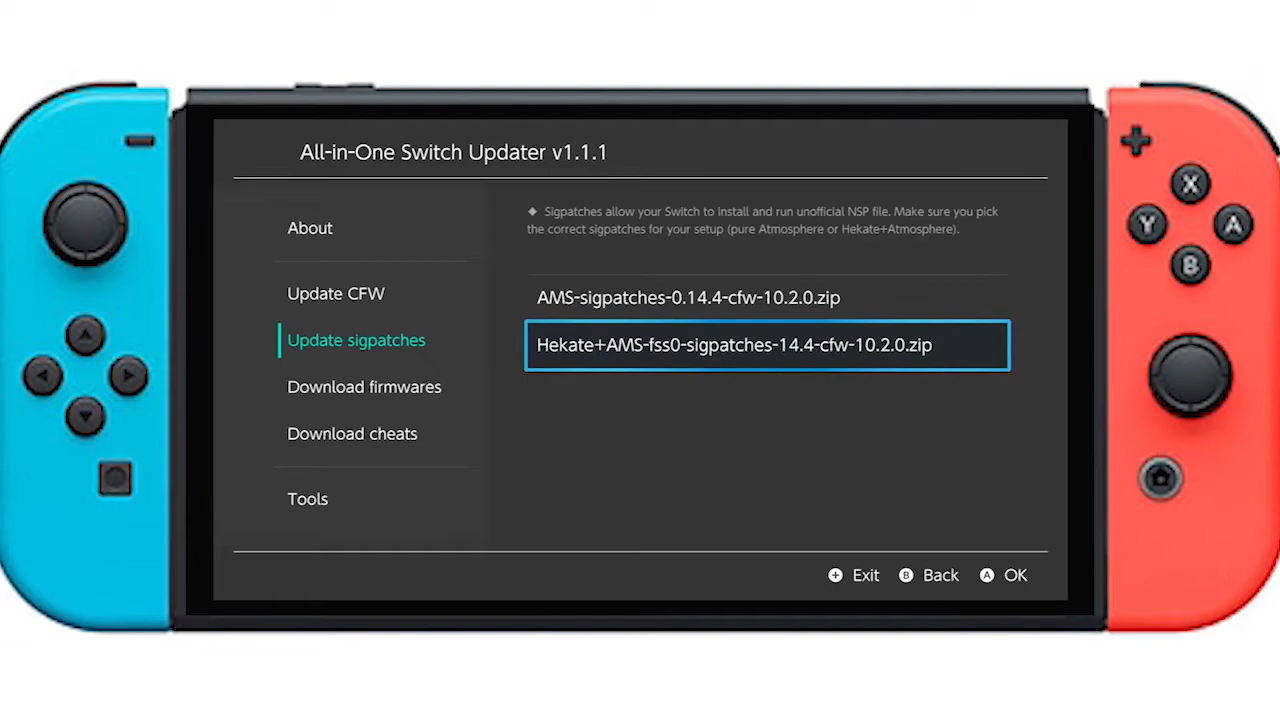 All-in-One Switch Updater v1.1.1
About
Update CFW
Update sigpatches
Download firmwares
Download cheats
Tools
◆ Sigpatches allow your Switch to install and run unofficial NSP file. Make sure you pick
the correct sigpatches for your setup (pure Atmosphere or Hekate+Atmosphere).
AMS-sigpatches-0.14.4-cfw-10.2.0.zip
Hekate+AMS-fss0-sigpatches-14.4-cfw-10.2.0.zip
+ Exit B Back A OK
X
Y A
B